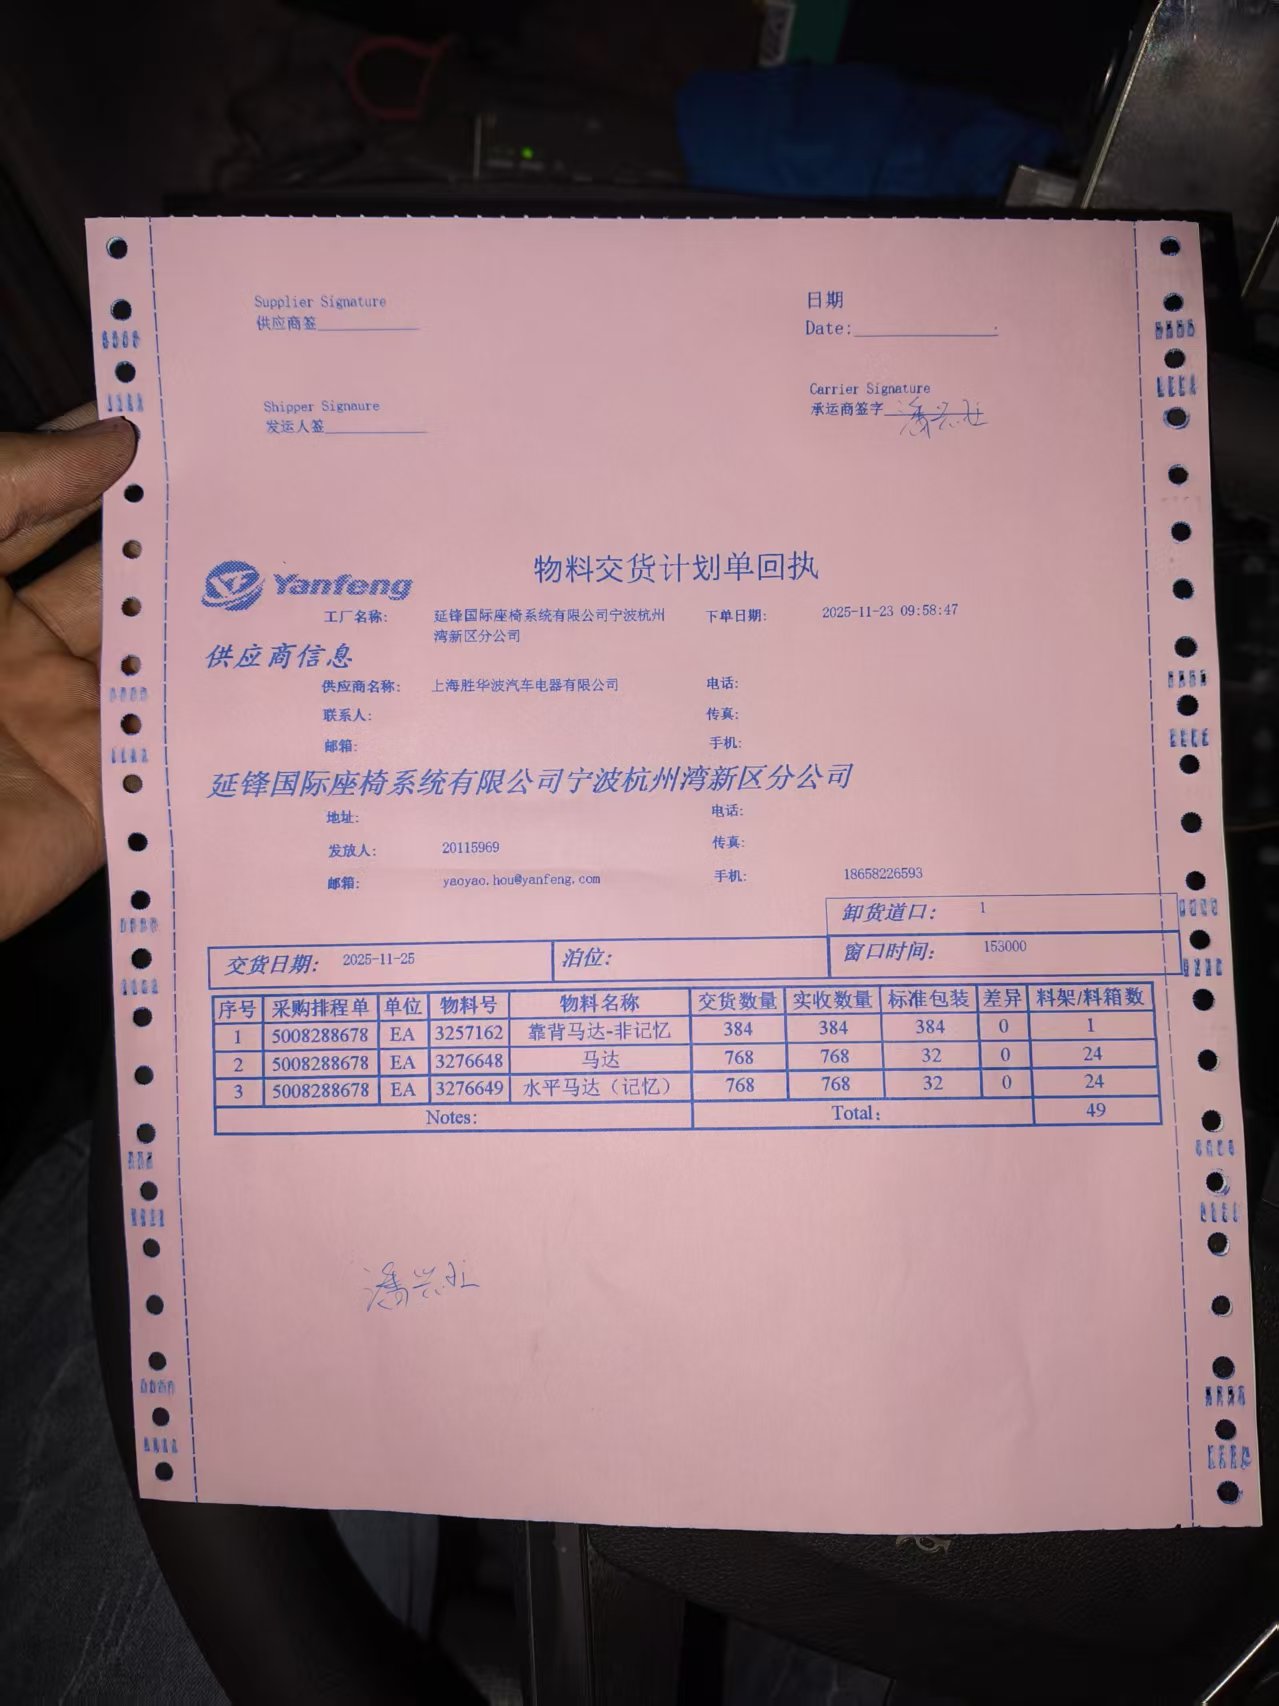 Supplier Signature
供应商签
日期
Date:
Shipper Signaure
发运人签
Carrier Signature
承运商签字
Yanfeng
物料交货计划单回执
工厂名称: 延锋国际座椅系统有限公司宁波杭州湾新区分公司 下单日期: 2025-11-23 09:58:47
供应商信息
供应商名称: 上海胜华波汽车电器有限公司 电话:
联系人: 传真:
邮箱: 手机:
延锋国际座椅系统有限公司宁波杭州湾新区分公司
地址: 电话:
发放人: 20115969 传真:
邮箱: yaoyao.hou@yanfeng.com 手机: 18658226593
卸货道口: 1
交货日期: 2025-11-25 泊位: 窗口时间: 153000
序号 采购排程单 单位 物料号 物料名称 交货数量 实收数量 标准包装 差异 料架/料箱数
1 5008288678 EA 3257162 靠背马达-非记忆 384 384 384 0 1
2 5008288678 EA 3276648 马达 768 768 32 0 24
3 5008288678 EA 3276649 水平马达（记忆） 768 768 32 0 24
Notes: Total: 49